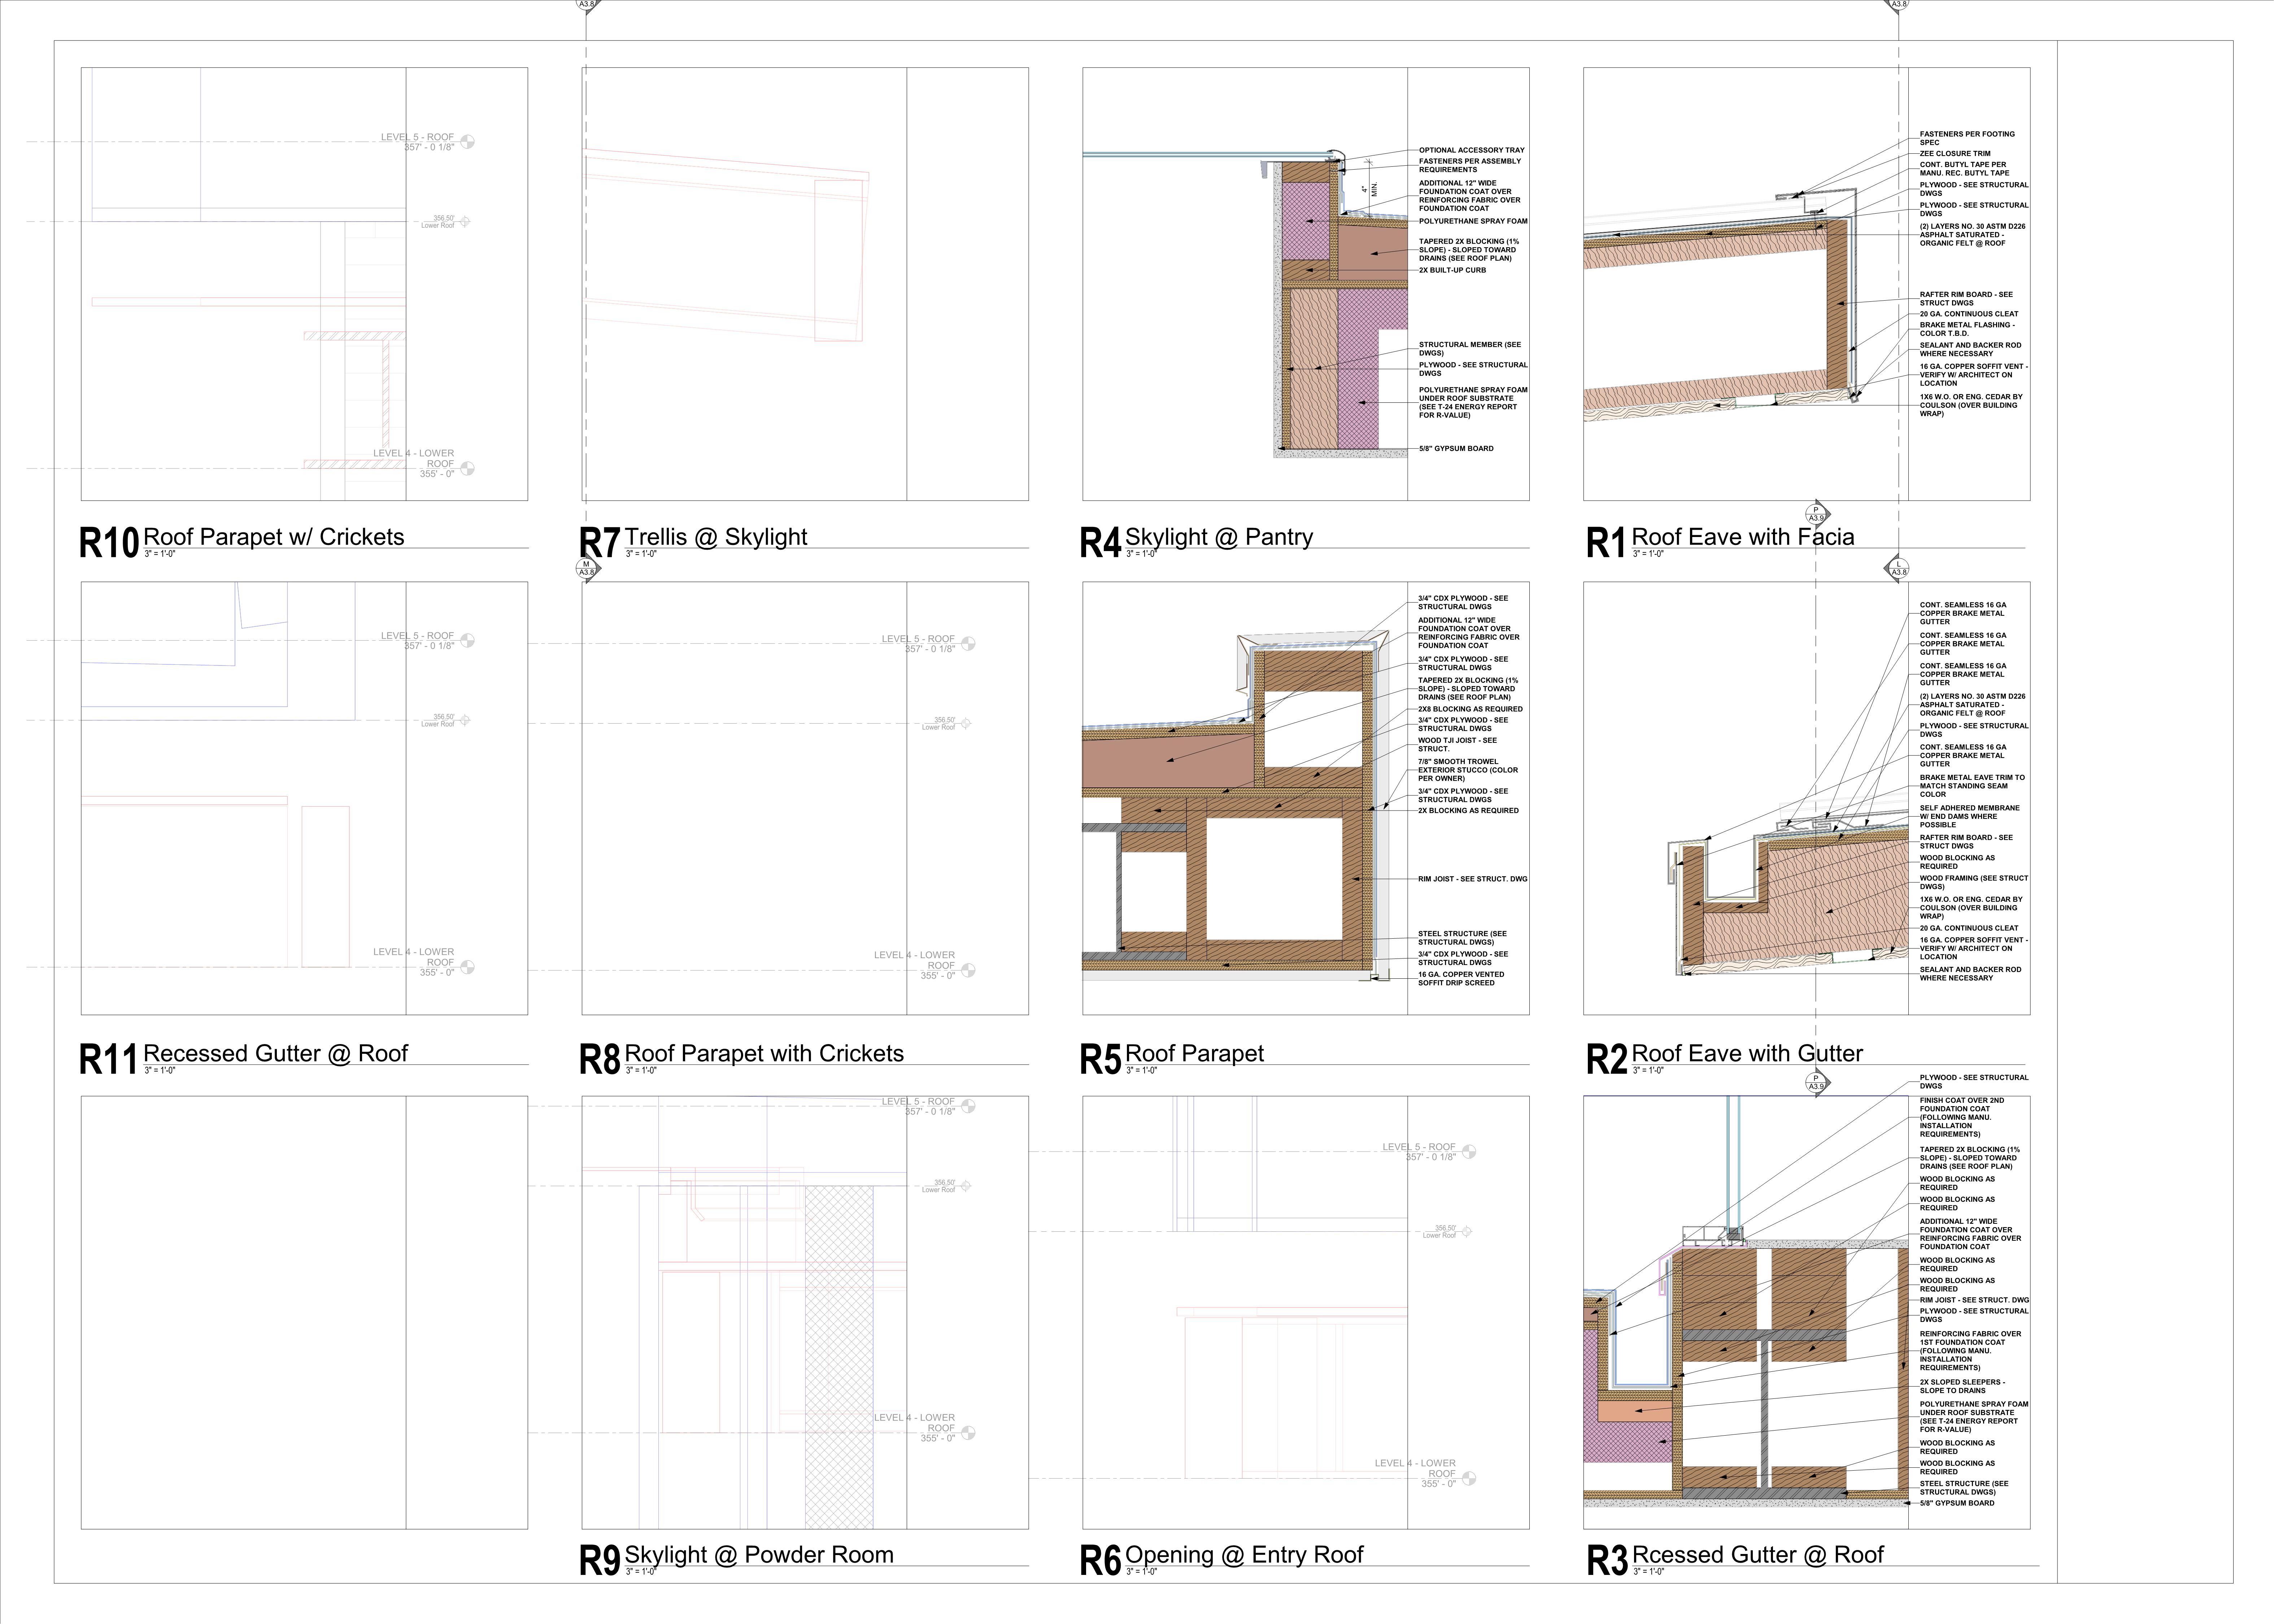 A3.8
A3.8
LEVEL 5 - ROOF
357' - 0 1/8"
356.50'
Lower Roof
LEVEL 4 - LOWER
ROOF
355' - 0"
R10 Roof Parapet w/ Crickets
3" = 1'-0"
R7 Trellis @ Skylight
3" = 1'-0"
OPTIONAL ACCESSORY TRAY
FASTENERS PER ASSEMBLY
REQUIREMENTS
ADDITIONAL 12" WIDE
FOUNDATION COAT OVER
REINFORCING FABRIC OVER
FOUNDATION COAT
POLYURETHANE SPRAY FOAM
TAPERED 2X BLOCKING (1%
SLOPE) - SLOPED TOWARD
DRAINS (SEE ROOF PLAN)
2X BUILT-UP CURB
STRUCTURAL MEMBER (SEE
DWGS)
PLYWOOD - SEE STRUCTURAL
DWGS
POLYURETHANE SPRAY FOAM
UNDER ROOF SUBSTRATE
(SEE T-24 ENERGY REPORT
FOR R-VALUE)
5/8" GYPSUM BOARD
4"
MIN.
R4 Skylight @ Pantry
3" = 1'-0"
FASTENERS PER FOOTING
SPEC
ZEE CLOSURE TRIM
CONT. BUTYL TAPE PER
MANU. REC. BUTYL TAPE
PLYWOOD - SEE STRUCTURAL
DWGS
PLYWOOD - SEE STRUCTURAL
DWGS
(2) LAYERS NO. 30 ASTM D226
ASPHALT SATURATED -
ORGANIC FELT @ ROOF
RAFTER RIM BOARD - SEE
STRUCT DWGS
20 GA. CONTINUOUS CLEAT
BRAKE METAL FLASHING -
COLOR T.B.D.
SEALANT AND BACKER ROD
WHERE NECESSARY
16 GA. COPPER SOFFIT VENT -
VERIFY W/ ARCHITECT ON
LOCATION
1X6 W.O. OR ENG. CEDAR BY
COULSON (OVER BUILDING
WRAP)
P
A3.9
R1 Roof Eave with Facia
3" = 1'-0"
M
A3.8
L
A3.8
LEVEL 5 - ROOF
357' - 0 1/8"
356.50'
Lower Roof
LEVEL 4 - LOWER
ROOF
355' - 0"
R11 Recessed Gutter @ Roof
3" = 1'-0"
LEVEL 5 - ROOF
357' - 0 1/8"
356.50'
Lower Roof
LEVEL 4 - LOWER
ROOF
355' - 0"
R8 Roof Parapet with Crickets
3" = 1'-0"
3/4" CDX PLYWOOD - SEE
STRUCTURAL DWGS
ADDITIONAL 12" WIDE
FOUNDATION COAT OVER
REINFORCING FABRIC OVER
FOUNDATION COAT
3/4" CDX PLYWOOD - SEE
STRUCTURAL DWGS
TAPERED 2X BLOCKING (1%
SLOPE) - SLOPED TOWARD
DRAINS (SEE ROOF PLAN)
2X8 BLOCKING AS REQUIRED
3/4" CDX PLYWOOD - SEE
STRUCTURAL DWGS
WOOD TJI JOIST - SEE
STRUCT.
7/8" SMOOTH TROWEL
EXTERIOR STUCCO (COLOR
PER OWNER)
3/4" CDX PLYWOOD - SEE
STRUCTURAL DWGS
2X BLOCKING AS REQUIRED
RIM JOIST - SEE STRUCT. DWG
STEEL STRUCTURE (SEE
STRUCTURAL DWGS)
3/4" CDX PLYWOOD - SEE
STRUCTURAL DWGS
16 GA. COPPER VENTED
SOFFIT DRIP SCREED
R5 Roof Parapet
3" = 1'-0"
CONT. SEAMLESS 16 GA
COPPER BRAKE METAL
GUTTER
CONT. SEAMLESS 16 GA
COPPER BRAKE METAL
GUTTER
CONT. SEAMLESS 16 GA
COPPER BRAKE METAL
GUTTER
(2) LAYERS NO. 30 ASTM D226
ASPHALT SATURATED -
ORGANIC FELT @ ROOF
PLYWOOD - SEE STRUCTURAL
DWGS
CONT. SEAMLESS 16 GA
COPPER BRAKE METAL
GUTTER
BRAKE METAL EAVE TRIM TO
MATCH STANDING SEAM
COLOR
SELF ADHERED MEMBRANE
W/ END DAMS WHERE
POSSIBLE
RAFTER RIM BOARD - SEE
STRUCT DWGS
WOOD BLOCKING AS
REQUIRED
WOOD FRAMING (SEE STRUCT
DWGS)
1X6 W.O. OR ENG. CEDAR BY
COULSON (OVER BUILDING
WRAP)
20 GA. CONTINUOUS CLEAT
16 GA. COPPER SOFFIT VENT -
VERIFY W/ ARCHITECT ON
LOCATION
SEALANT AND BACKER ROD
WHERE NECESSARY
R2 Roof Eave with Gutter
3" = 1'-0"
P
A3.9
LEVEL 5 - ROOF
357' - 0 1/8"
356.50'
Lower Roof
LEVEL 4 - LOWER
ROOF
355' - 0"
R9 Skylight @ Powder Room
3" = 1'-0"
LEVEL 5 - ROOF
357' - 0 1/8"
356.50'
Lower Roof
LEVEL 4 - LOWER
ROOF
355' - 0"
R6 Opening @ Entry Roof
3" = 1'-0"
PLYWOOD - SEE STRUCTURAL
DWGS
FINISH COAT OVER 2ND
FOUNDATION COAT
(FOLLOWING MANU.
INSTALLATION
REQUIREMENTS)
TAPERED 2X BLOCKING (1%
SLOPE) - SLOPED TOWARD
DRAINS (SEE ROOF PLAN)
WOOD BLOCKING AS
REQUIRED
WOOD BLOCKING AS
REQUIRED
ADDITIONAL 12" WIDE
FOUNDATION COAT OVER
REINFORCING FABRIC OVER
FOUNDATION COAT
WOOD BLOCKING AS
REQUIRED
WOOD BLOCKING AS
REQUIRED
RIM JOIST - SEE STRUCT. DWG
PLYWOOD - SEE STRUCTURAL
DWGS
REINFORCING FABRIC OVER
1ST FOUNDATION COAT
(FOLLOWING MANU.
INSTALLATION
REQUIREMENTS)
2X SLOPED SLEEPERS -
SLOPE TO DRAINS
POLYURETHANE SPRAY FOAM
UNDER ROOF SUBSTRATE
(SEE T-24 ENERGY REPORT
FOR R-VALUE)
WOOD BLOCKING AS
REQUIRED
WOOD BLOCKING AS
REQUIRED
STEEL STRUCTURE (SEE
STRUCTURAL DWGS)
5/8" GYPSUM BOARD
R3 Rcessed Gutter @ Roof
3" = 1'-0"